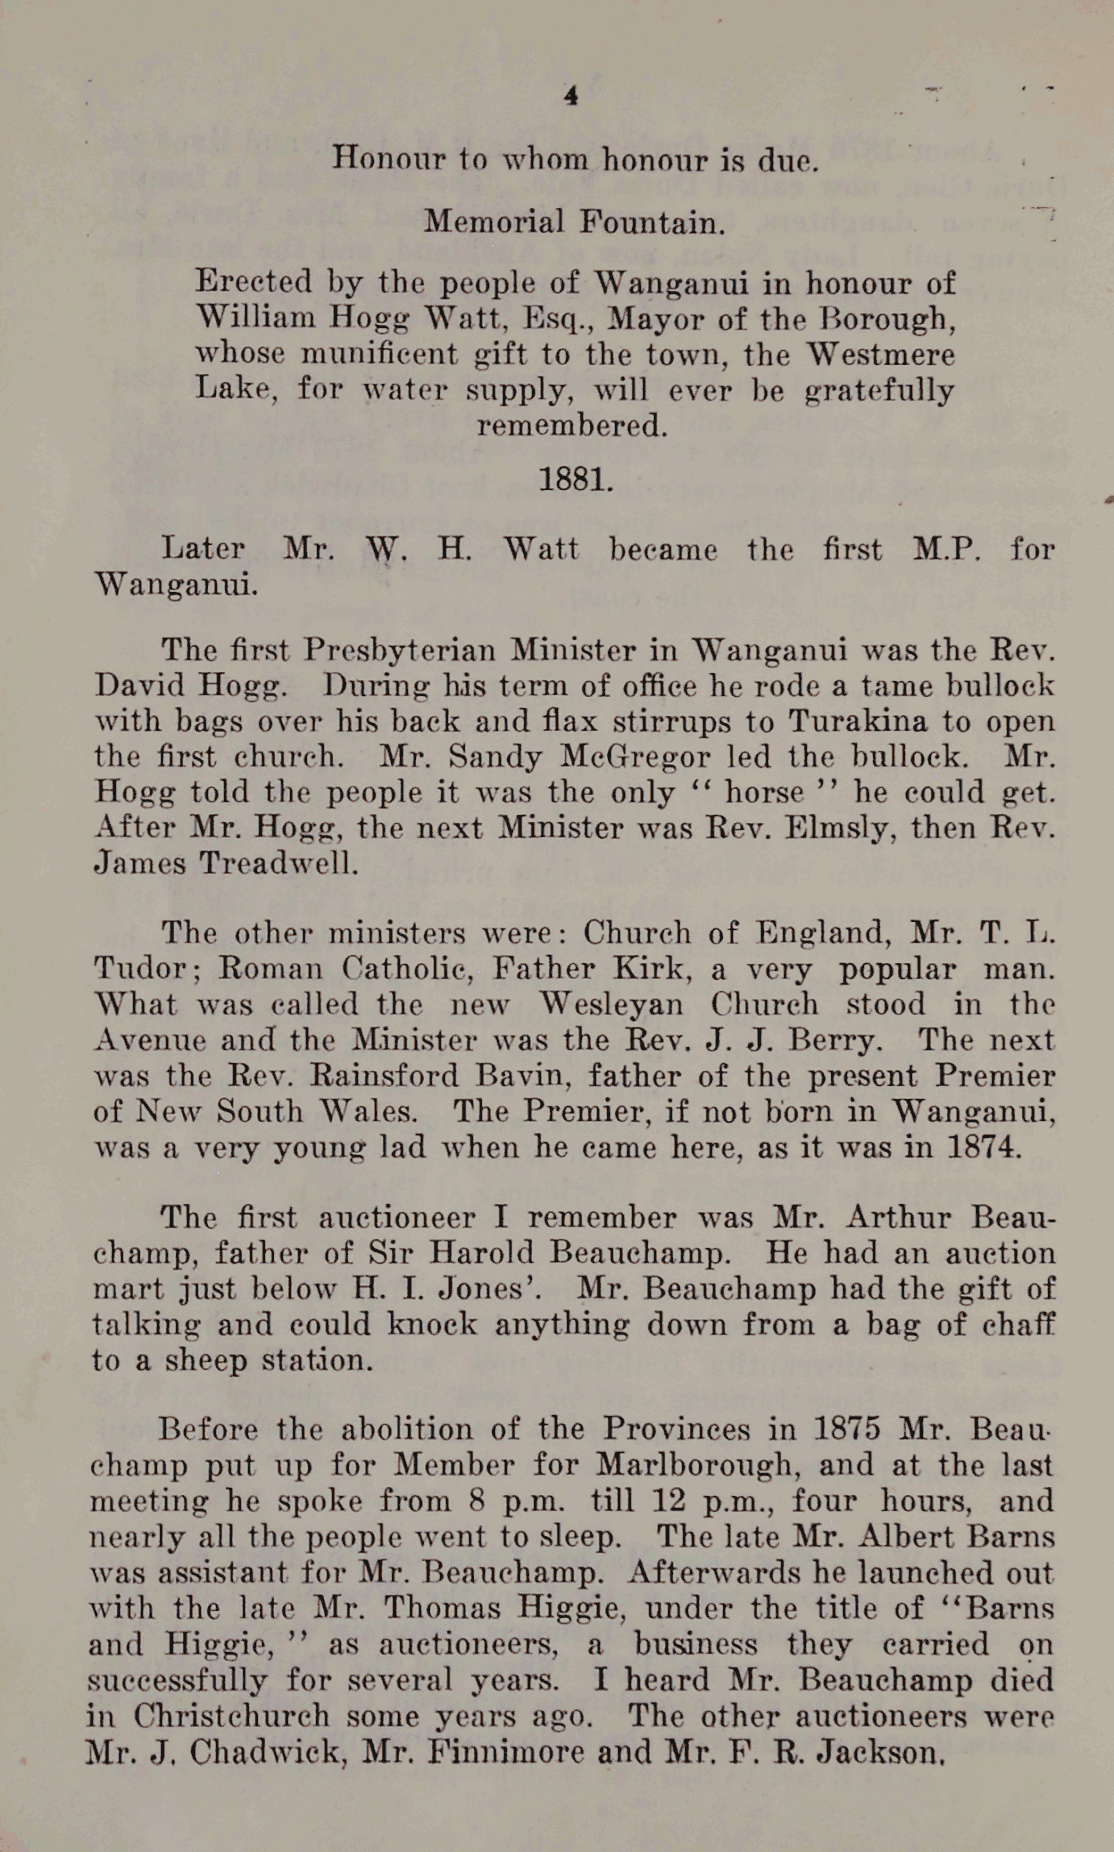 4
Honour to whom honour is due.
Memorial Fountain.
Erected by the people of Wanganui in honour of
William Hogg Watt, Esq., Mayor of the Borough,
whose munificent gift to the town, the Westmere
Lake, for water supply, will ever be gratefully
remembered.
1881.
Later Mr. W. H. Watt became the first M.P. for
Wanganui.
The first Presbyterian Minister in Wanganui was the Rev.
David Hogg. During his term of office he rode a tame bullock
with bags over his back and flax stirrups to Turakina to open
the first church. Mr. Sandy McGregor led the bullock. Mr.
Hogg told the people it was the only “ horse ” he could get.
After Mr. Hogg, the next Minister was Rev. Elmsly, then Rev.
James Treadwell.
The other ministers were: Church of England, Mr. T. L.
Tudor; Roman Catholic, Father Kirk, a very popular man.
What was called the new Wesleyan Church stood in the
Avenue and the Minister was the Rev. J. J. Berry. The next
was the Rev. Rainsford Bavin, father of the present Premier
of New South Wales. The Premier, if not born in Wanganui,
was a very young lad when he came here, as it was in 1874.
The first auctioneer I remember was Mr. Arthur Beau-
champ, father of Sir Harold Beauchamp. He had an auction
mart just below H. I. Jones’. Mr. Beauchamp had the gift of
talking and could knock anything down from a bag of chaff
to a sheep station.
Before the abolition of the Provinces in 1875 Mr. Beau-
champ put up for Member for Marlborough, and at the last
meeting he spoke from 8 p.m. till 12 p.m., four hours, and
nearly all the people went to sleep. The late Mr. Albert Barns
was assistant for Mr. Beauchamp. Afterwards he launched out
with the late Mr. Thomas Higgie, under the title of “Barns
and Higgie, ” as auctioneers, a business they carried on
successfully for several years. I heard Mr. Beauchamp died
in Christchurch some years ago. The other auctioneers were
Mr. J. Chadwick, Mr. Finnimore and Mr. F. R. Jackson.